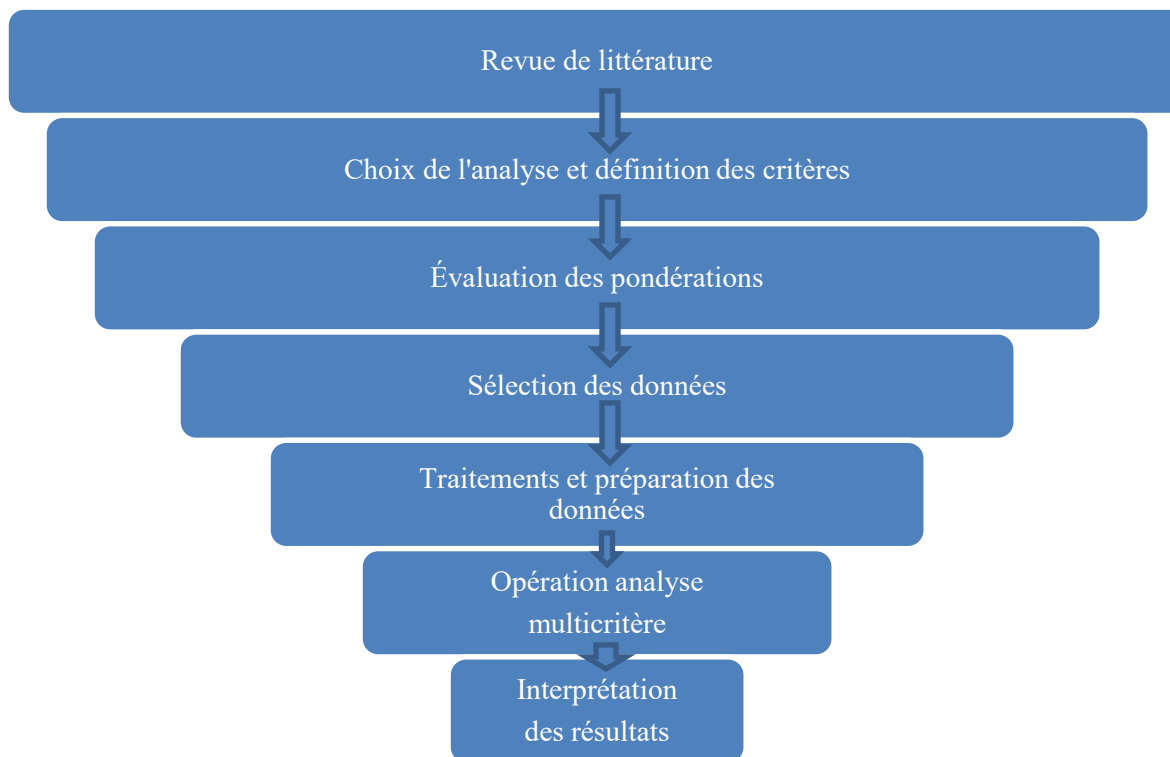 Revue de littérature
Choix de l'analyse et définition des critères
Évaluation des pondérations
Sélection des données
Traitements et préparation des
données
Opération analyse
multicritère
Interprétation
des résultats